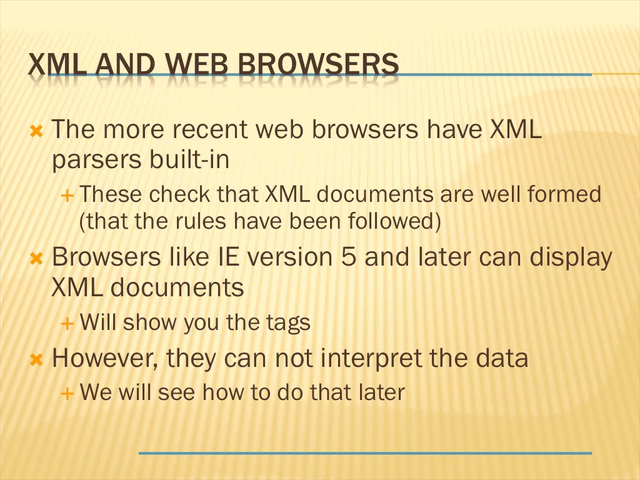 XML AND WEB BROWSERS
The more recent web browsers have XML
parsers built-in
These check that XML documents are well formed
(that the rules have been followed)
Browsers like IE version 5 and later can display
XML documents
Will show you the tags
However, they can not interpret the data
We will see how to do that later